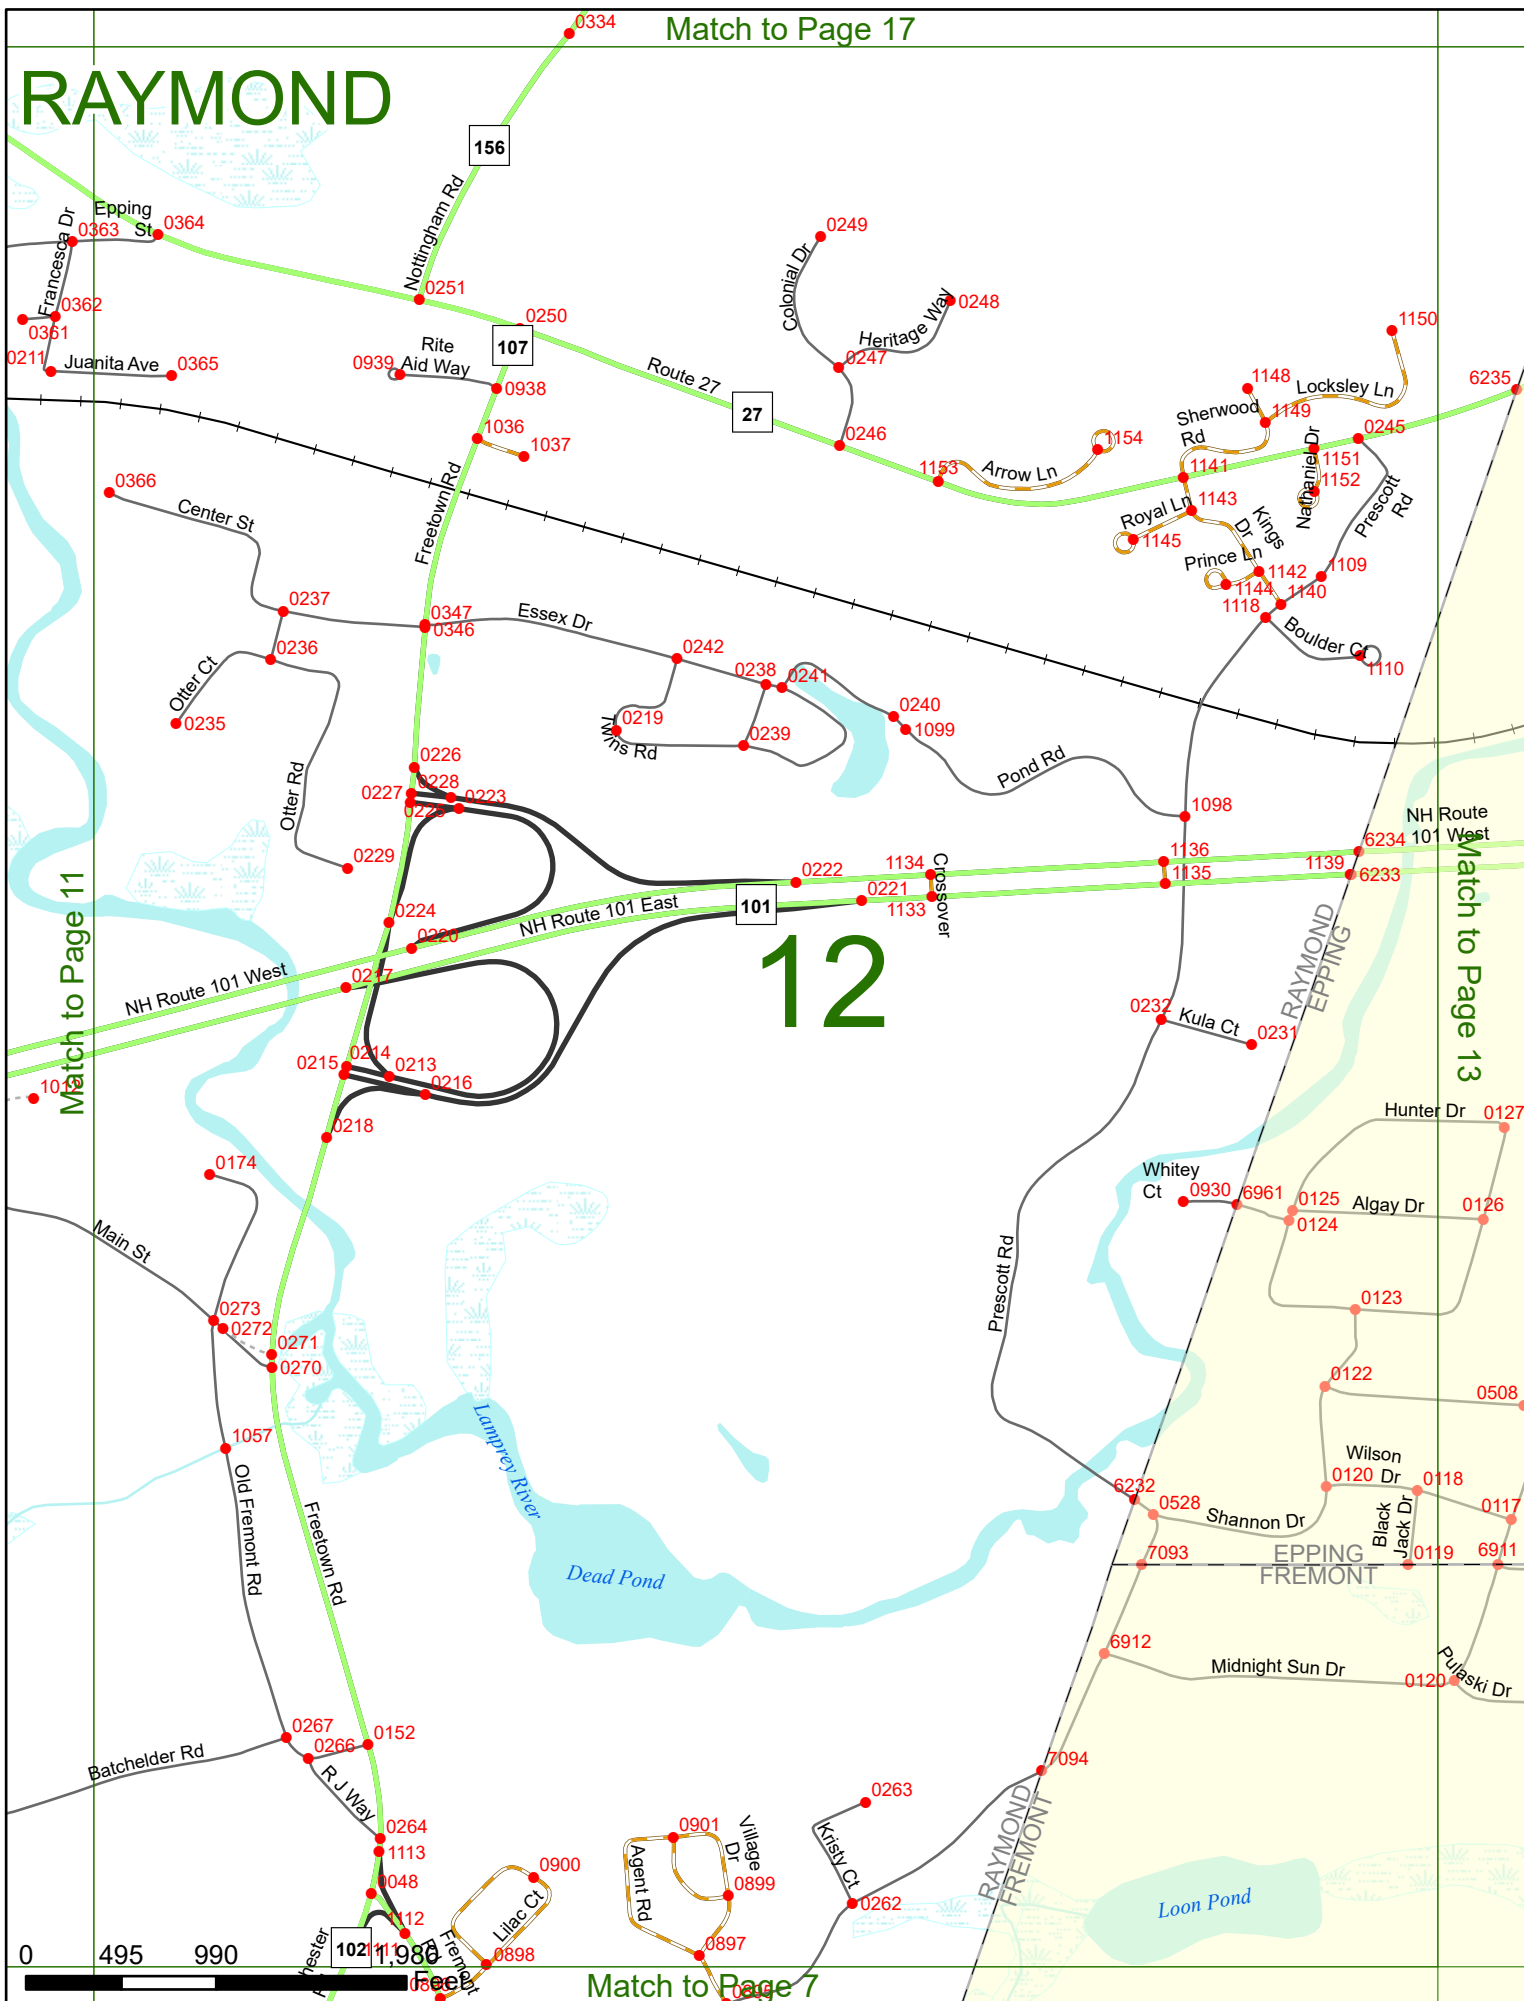 Match to Page 17
RAYMOND
0334
156
Nottingham Rd
Epping
St
0364
0363
Francesca Dr
0362
0361
0211
Juanita Ave
0365
0251
0250
107
Rite
Aid Way
0939
0938
1036
1037
Freetown Rd
0249
Colonial Dr
Heritage Way
0248
0247
0246
Route 27
27
1153
Arrow Ln
1154
1150
1148
Locksley Ln
1149
Sherwood
Rd
6235
0245
1151
Nathaniel Dr
1152
1141
1143
Royal Ln
1145
Kings
Dr
Prince Ln
1142
1144
1140
1109
Prescott
Rd
1118
Boulder Ct
1110
0366
Center St
0237
0236
Otter Ct
0235
Otter Rd
0229
0347
0346
Essex Dr
0242
0238
0241
0219
Twins Rd
0239
0240
1099
Pond Rd
1098
0226
0228
0227
0223
0225
0224
0220
0217
0222
0221
1134
1133
Crossover
1136
1135
1139
6234
6233
NH Route
101 West
101
NH Route 101 East
NH Route 101 West
12
Match to Page 11
Match to Page 13
RAYMOND
EPPING
0214
0215
0213
0216
0218
0232
Kula Ct
0231
0174
Main St
0273
0272
0271
0270
1057
Old Fremont Rd
Freetown Rd
Lamprey River
Dead Pond
Prescott Rd
Hunter Dr
0127
Whitey
Ct
0930
6961
0125
0124
Algay Dr
0126
0123
0122
0508
Wilson
Dr
0120
0118
0117
Black
Jack Dr
0119
6911
6232
0528
Shannon Dr
7093
EPPING
FREMONT
6912
Midnight Sun Dr
0120
Pulaski Dr
7094
RAYMOND
FREMONT
Loon Pond
0267
0266
0152
Batchelder Rd
R J Way
0264
1113
0048
1112
102
0900
Lilac Ct
0898
Fremont
Rd
0901
Village
Dr
Agent Rd
0899
0897
0263
Kristy Ct
0262
0 495 990 1,980
Feet
Match to Page 7